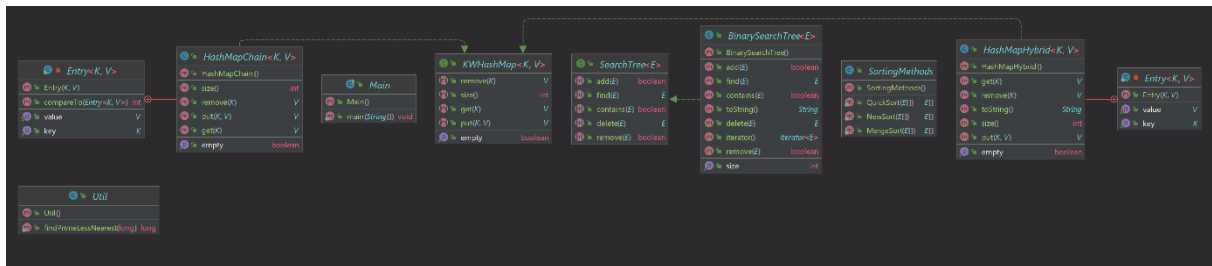 Entry<K, V>
Entry(K, V)
compareTo(Entry<K, V>) int
value V
key K
HashMapChain<K, V>
HashMapChain()
size() int
remove(K) V
put(K, V) V
get(K) V
empty boolean
Main
Main()
main(String[]) void
KWHashMap<K, V>
remove(K) V
size() int
get(K) V
put(K, V) V
empty boolean
SearchTree<E>
add(E) boolean
find(E) E
contains(E) boolean
delete(E) E
remove(E) boolean
BinarySearchTree<E>
BinarySearchTree()
add(E) boolean
find(E) E
contains(E) boolean
toString() String
delete(E) E
iterator() Iterator<E>
remove(E) boolean
size int
SortingMethods
SortingMethods()
QuickSort(E[]) E[]
NewSort(E[]) E[]
MergeSort(E[]) E[]
HashMapHybrid<K, V>
HashMapHybrid()
get(K) V
remove(K) V
toString() String
size() int
put(K, V) V
empty boolean
Entry<K, V>
Entry(K, V)
value V
key K
Util
Util()
findPrimeLessNearest(long) long